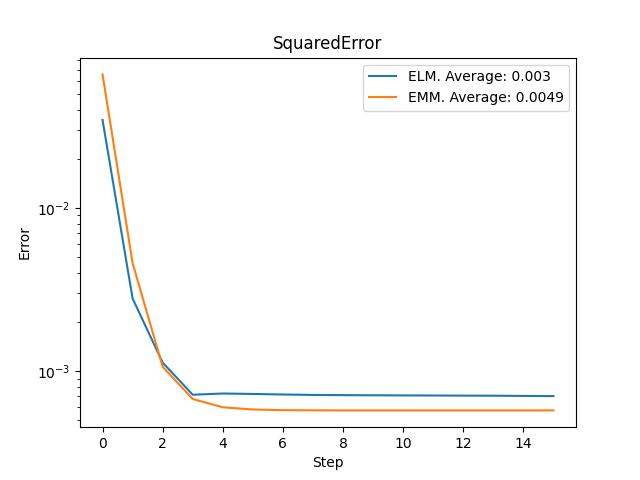 SquaredError
ELM. Average: 0.003
EMM. Average: 0.0049
Error
10⁻²
10⁻³
0 2 4 6 8 10 12 14
Step